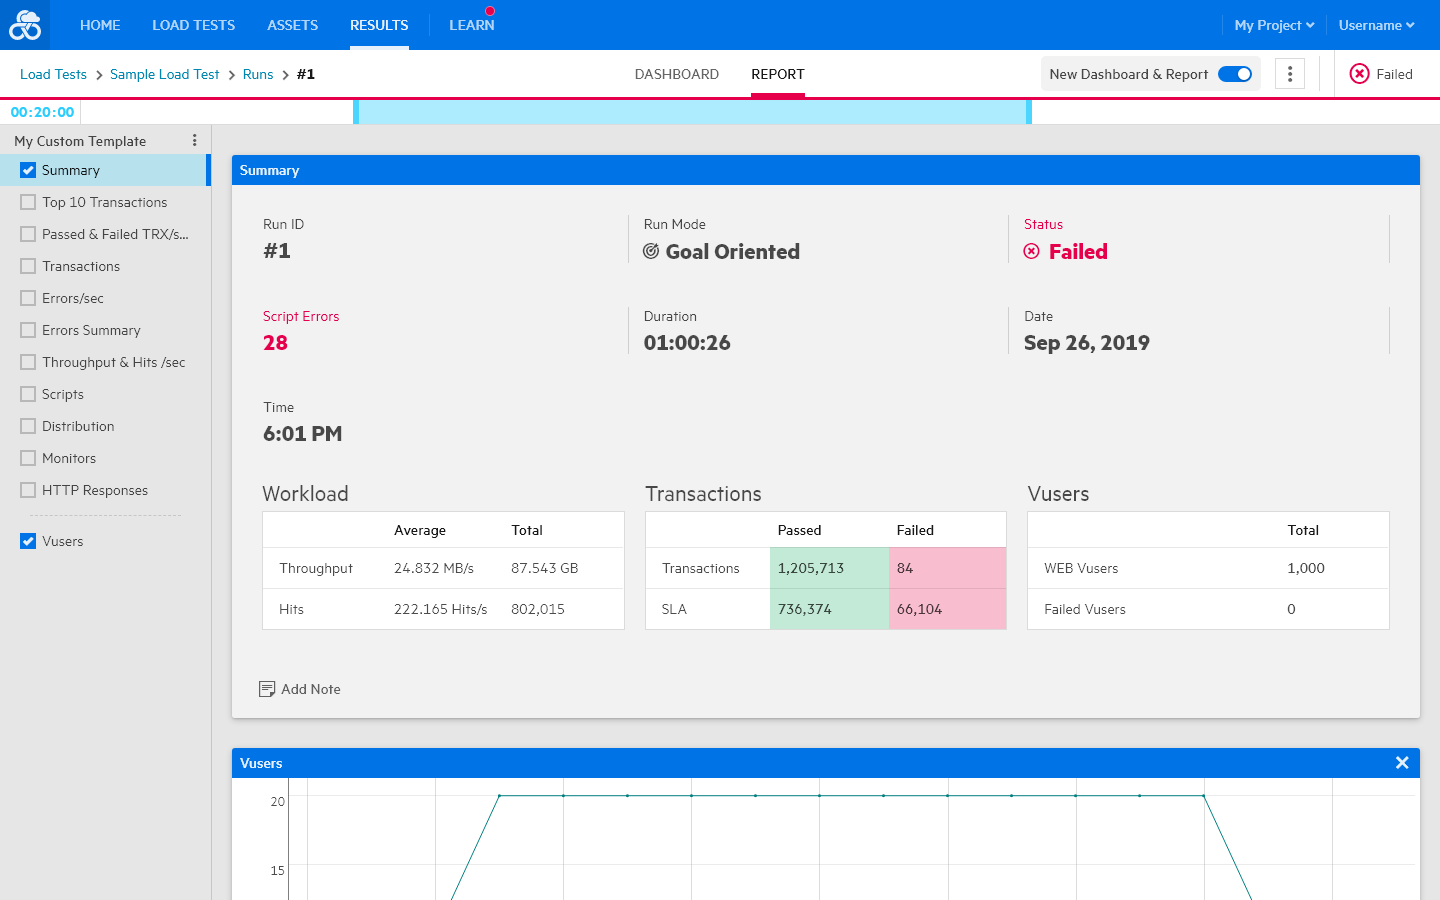 HOME LOAD TESTS ASSETS RESULTS LEARN My Project Username
Load Tests > Sample Load Test > Runs > #1 DASHBOARD REPORT New Dashboard & Report Failed
00:20:00
My Custom Template
Summary
Top 10 Transactions
Passed & Failed TRX/s...
Transactions
Errors/sec
Errors Summary
Throughput & Hits /sec
Scripts
Distribution
Monitors
HTTP Responses
Vusers
Summary
Run ID Run Mode Status
#1 Goal Oriented Failed
Script Errors Duration Date
28 01:00:26 Sep 26, 2019
Time
6:01 PM
Workload
Average Total
Throughput 24.832 MB/s 87.543 GB
Hits 222.165 Hits/s 802,015
Transactions
Passed Failed
Transactions 1,205,713 84
SLA 736,374 66,104
Vusers
Total
WEB Vusers 1,000
Failed Vusers 0
Add Note
Vusers
20
15